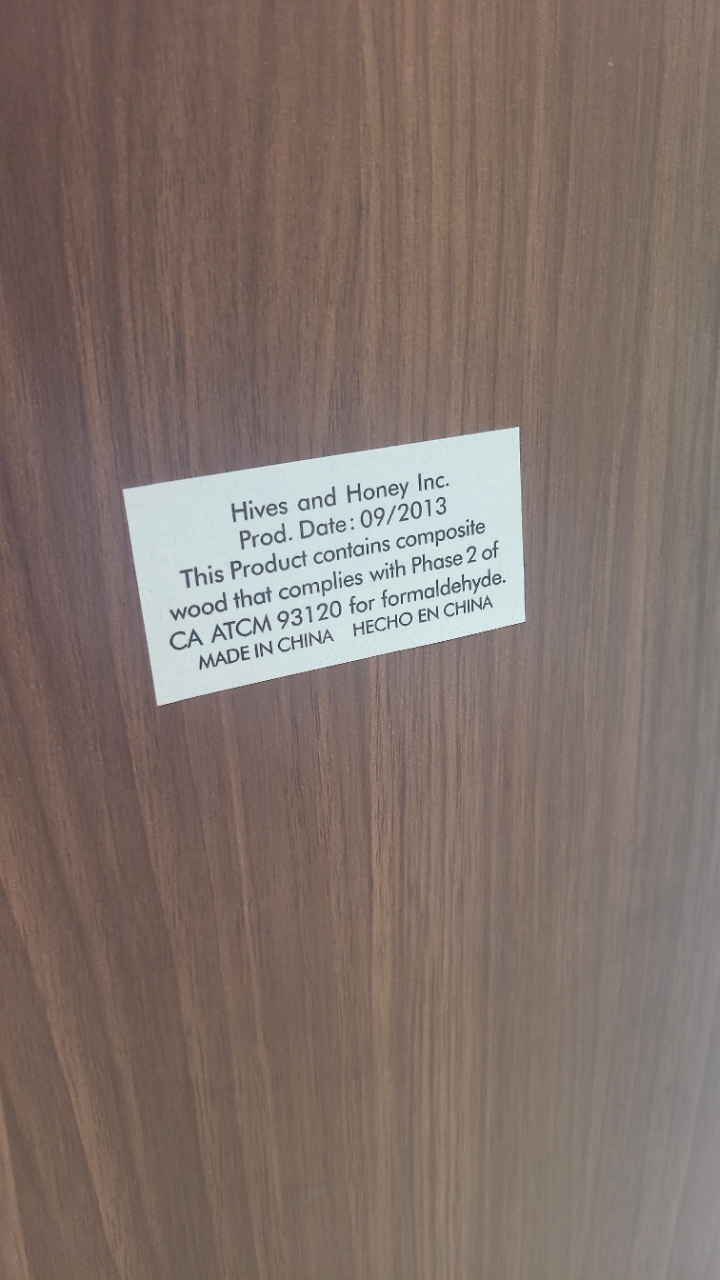 Hives and Honey Inc.
Prod. Date: 09/2013
This Product contains composite
wood that complies with Phase 2 of
CA ATCM 93120 for formaldehyde.
MADE IN CHINA HECHO EN CHINA